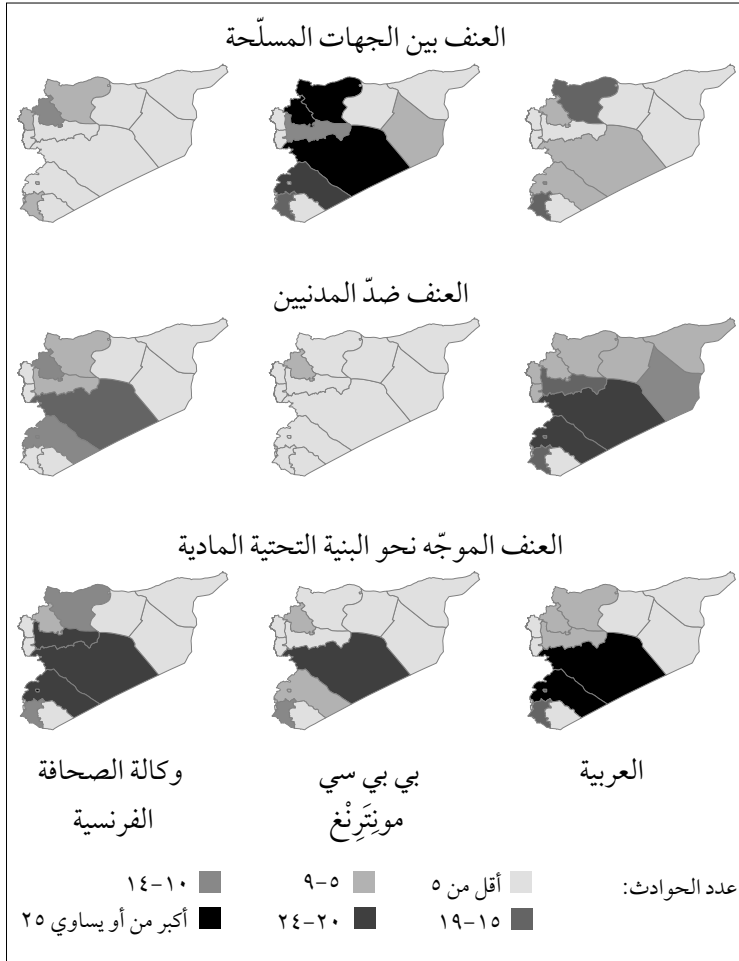 العنف بين الجهات المسلّحة
العنف ضدّ المدنيين
العنف الموجّه نحو البنية التحتية المادية
العربية
بي بي سي
مونِتَرِنْغ
وكالة الصحافة
الفرنسية
عدد الحوادث:
أقل من ٥
٥-٩
١٠-١٤
١٥-١٩
٢٠-٢٤
أكبر من أو يساوي ٢٥